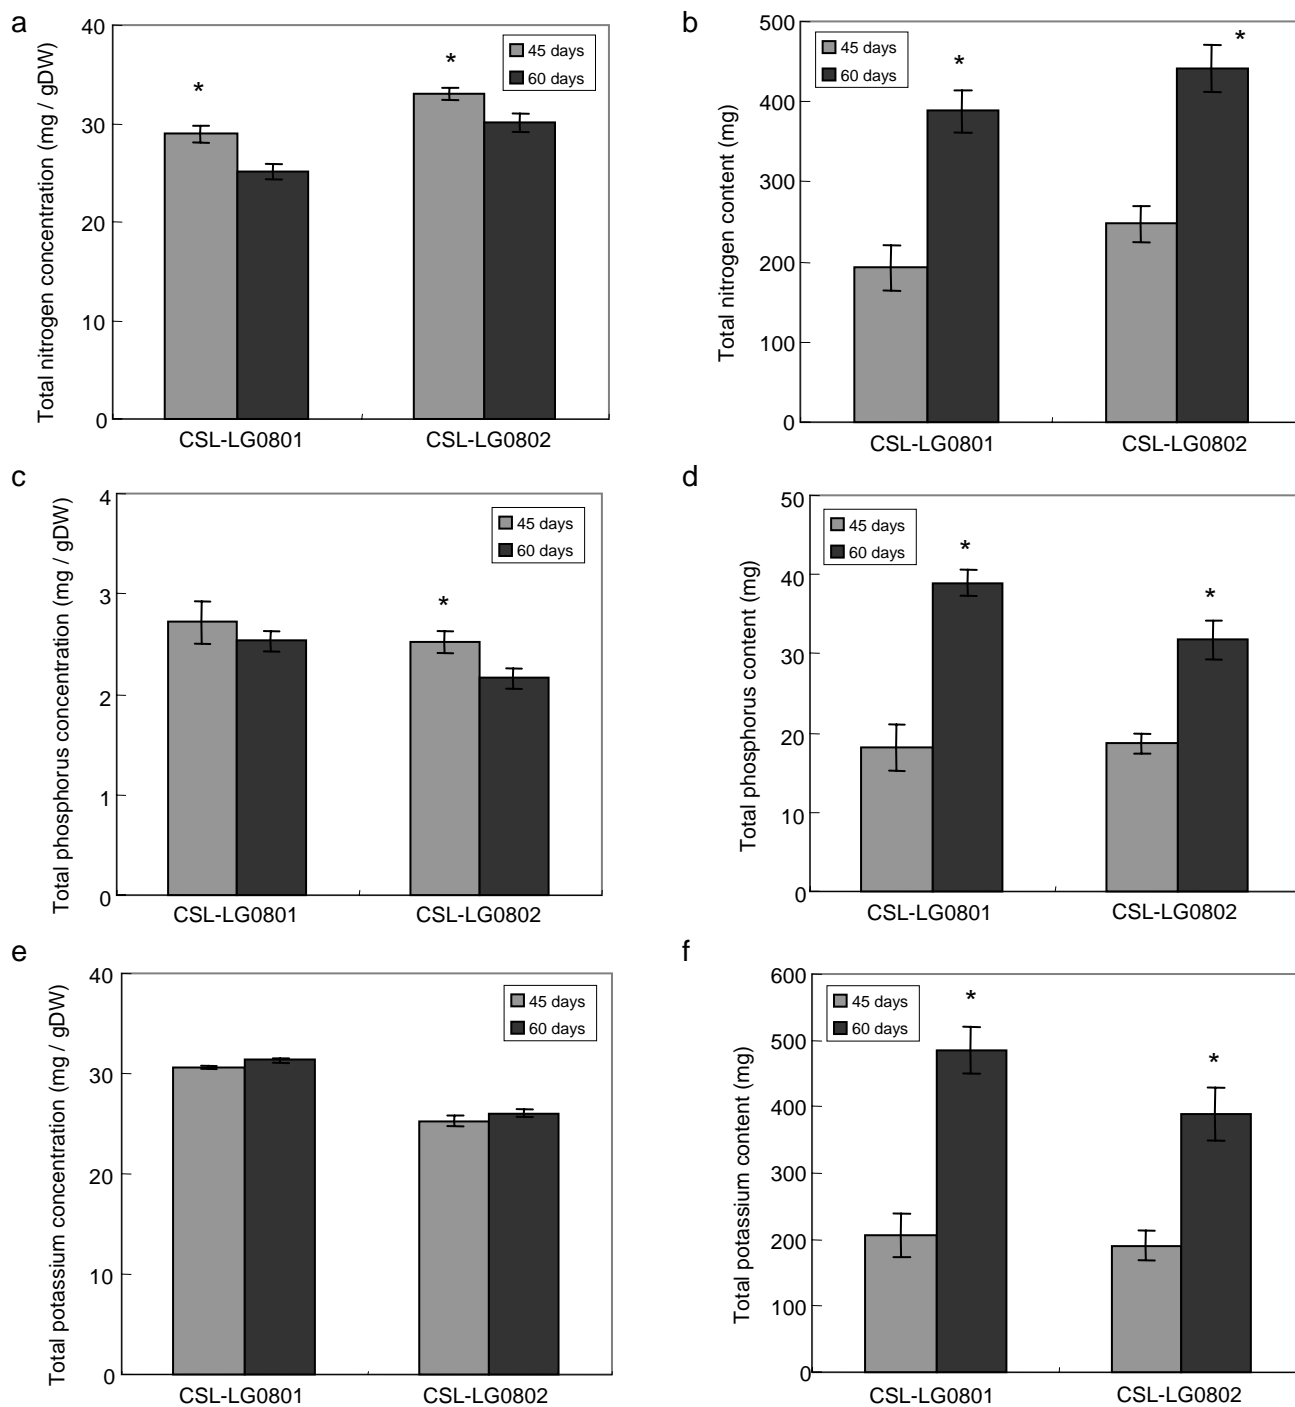 a
Total nitrogen concentration (mg / gDW)
40
30
20
10
0
45 days
60 days
*
*
CSL-LG0801
CSL-LG0802
b
Total nitrogen content (mg)
500
400
300
200
100
0
45 days
60 days
*
*
CSL-LG0801
CSL-LG0802
c
Total phosphorus concentration (mg / gDW)
4
3
2
1
0
45 days
60 days
*
CSL-LG0801
CSL-LG0802
d
Total phosphorus content (mg)
50
40
30
20
10
0
45 days
60 days
*
*
CSL-LG0801
CSL-LG0802
e
Total potassium concentration (mg / gDW)
40
30
20
10
0
45 days
60 days
CSL-LG0801
CSL-LG0802
f
Total potassium content (mg)
600
500
400
300
200
100
0
45 days
60 days
*
*
CSL-LG0801
CSL-LG0802